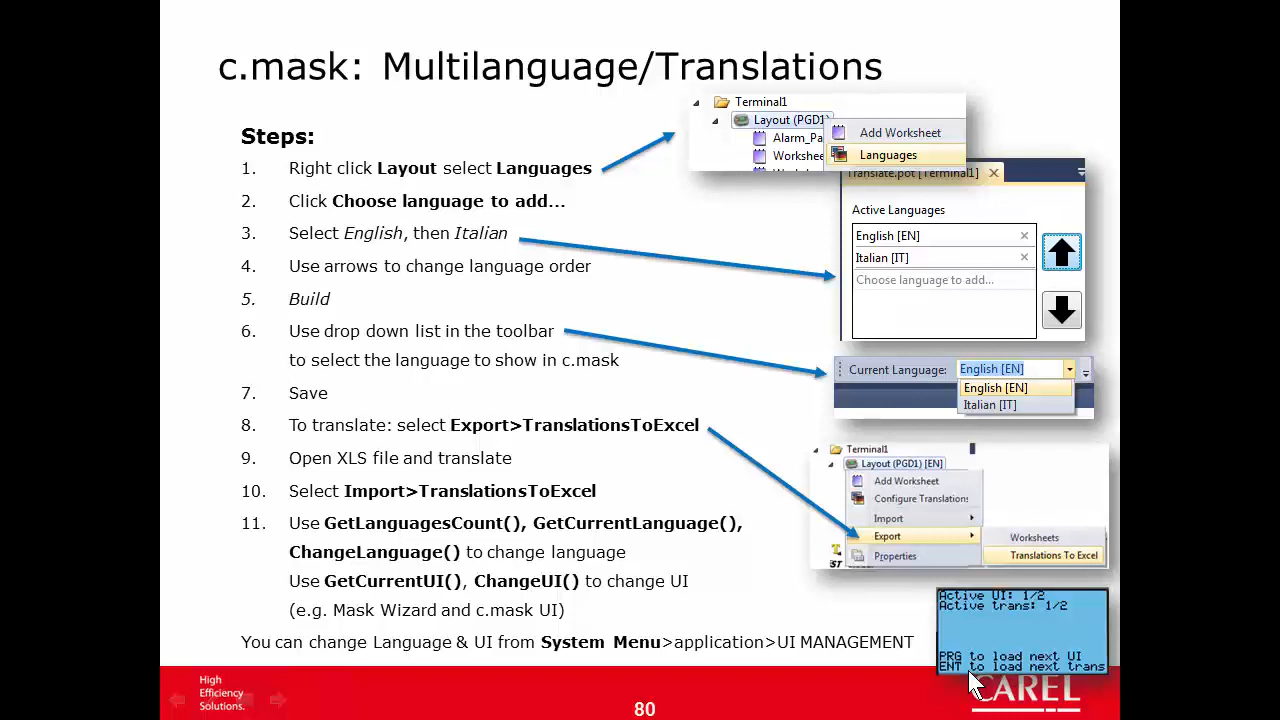 c.mask: Multilanguage/Translations
Steps:
1. Right click Layout select Languages
2. Click Choose language to add...
3. Select English, then Italian
4. Use arrows to change language order
5. Build
6. Use drop down list in the toolbar
to select the language to show in c.mask
7. Save
8. To translate: select Export>TranslationsToExcel
9. Open XLS file and translate
10. Select Import>TranslationsToExcel
11. Use GetLanguagesCount(), GetCurrentLanguage(),
ChangeLanguage() to change language
Use GetCurrentUI(), ChangeUI() to change UI
(e.g. Mask Wizard and c.mask UI)
You can change Language & UI from System Menu>application>UI MANAGEMENT
Terminal1
Layout (PGD1)
Alarm_Pa
Workshee
Add Worksheet
Languages
Translate.pot [Terminal1]
Active Languages
English [EN]
Italian [IT]
Choose language to add...
Current Language: English [EN]
English [EN]
Italian [IT]
Terminal1
Layout (PGD1) [EN]
Add Worksheet
Configure Translations
Import
Export
Properties
Worksheets
Translations To Excel
Active UI: 1/2
Active trans: 1/2
PRG to load next UI
ENT to load next trans
High
Efficiency
Solutions.
80
CAREL